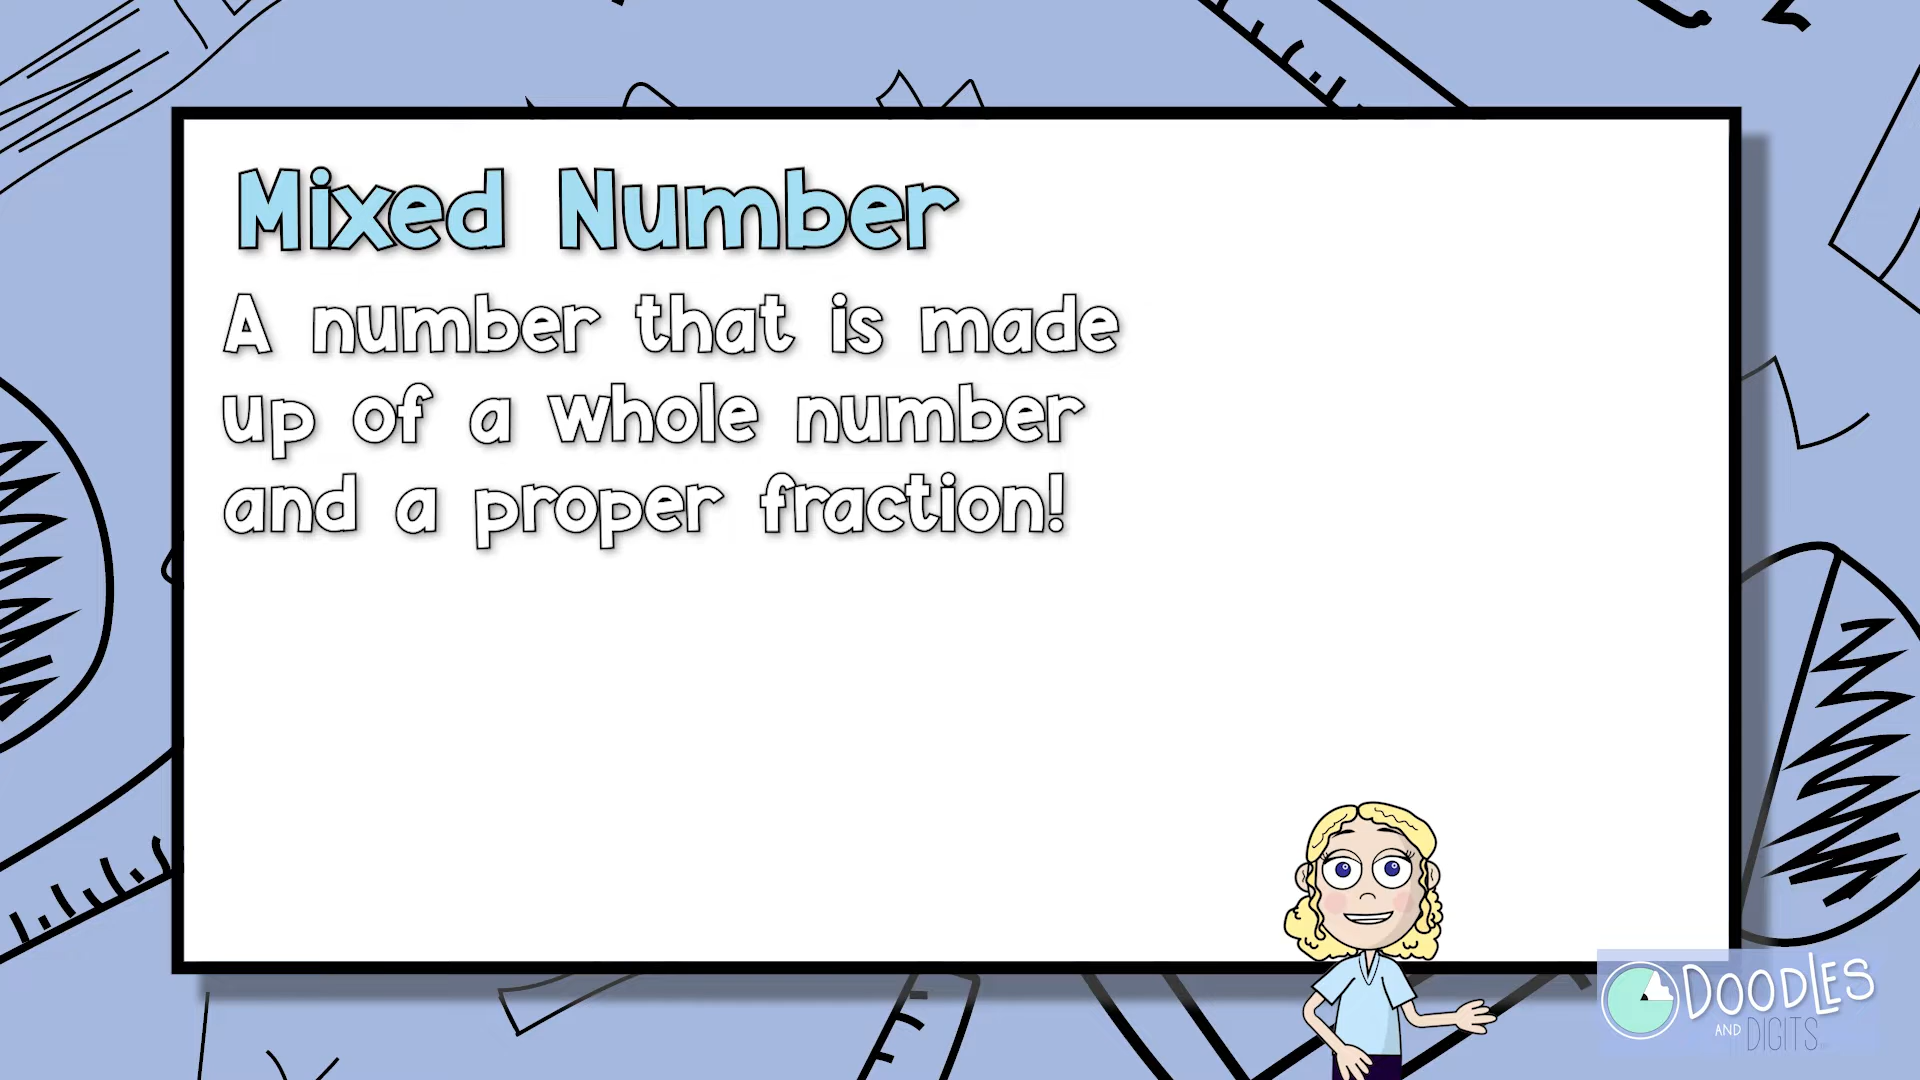 Mixed Number
A number that is made
up of a whole number
and a proper fraction!
DOODLES
AND DIGITS